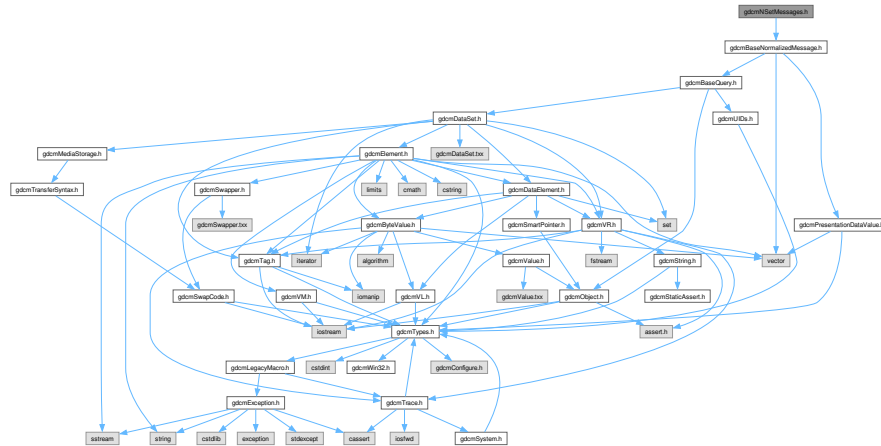 gdcmNSetMessages.h
gdcmBaseNormalizedMessage.h
gdcmBaseQuery.h
gdcmDataSet.h
gdcmUIDs.h
gdcmMediaStorage.h
gdcmElement.h
gdcmDataSet.txx
gdcmTransferSyntax.h
gdcmSwapper.h
limits
cmath
cstring
gdcmDataElement.h
gdcmSwapper.txx
gdcmByteValue.h
gdcmSmartPointer.h
gdcmVR.h
set
gdcmPresentationDataValue.h
gdcmTag.h
iterator
algorithm
gdcmValue.h
fstream
gdcmString.h
vector
gdcmSwapCode.h
gdcmVM.h
iomanip
gdcmVL.h
gdcmValue.txx
gdcmObject.h
gdcmStaticAssert.h
iostream
gdcmTypes.h
assert.h
gdcmLegacyMacro.h
cstdint
gdcmWin32.h
gdcmConfigure.h
gdcmException.h
gdcmTrace.h
sstream
string
cstdlib
exception
stdexcept
cassert
iosfwd
gdcmSystem.h